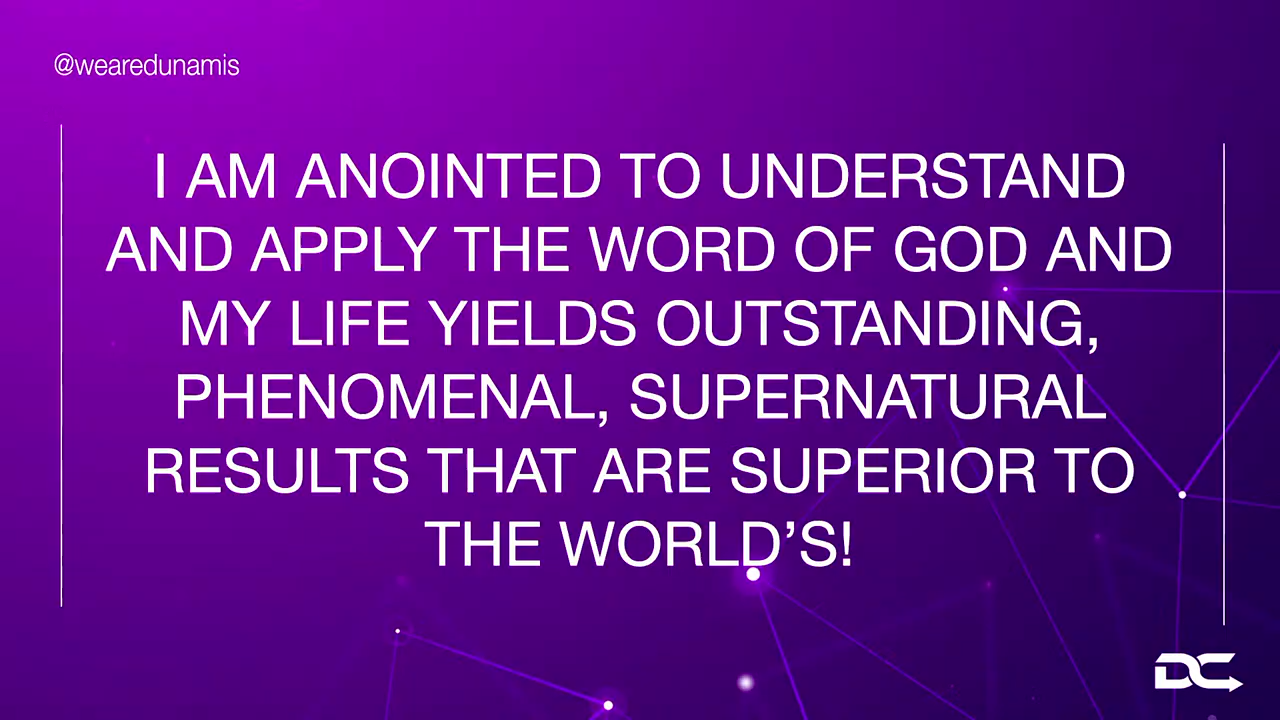 @wearedunamis
I AM ANOINTED TO UNDERSTAND
AND APPLY THE WORD OF GOD AND
MY LIFE YIELDS OUTSTANDING,
PHENOMENAL, SUPERNATURAL
RESULTS THAT ARE SUPERIOR TO
THE WORLD’S!
DC